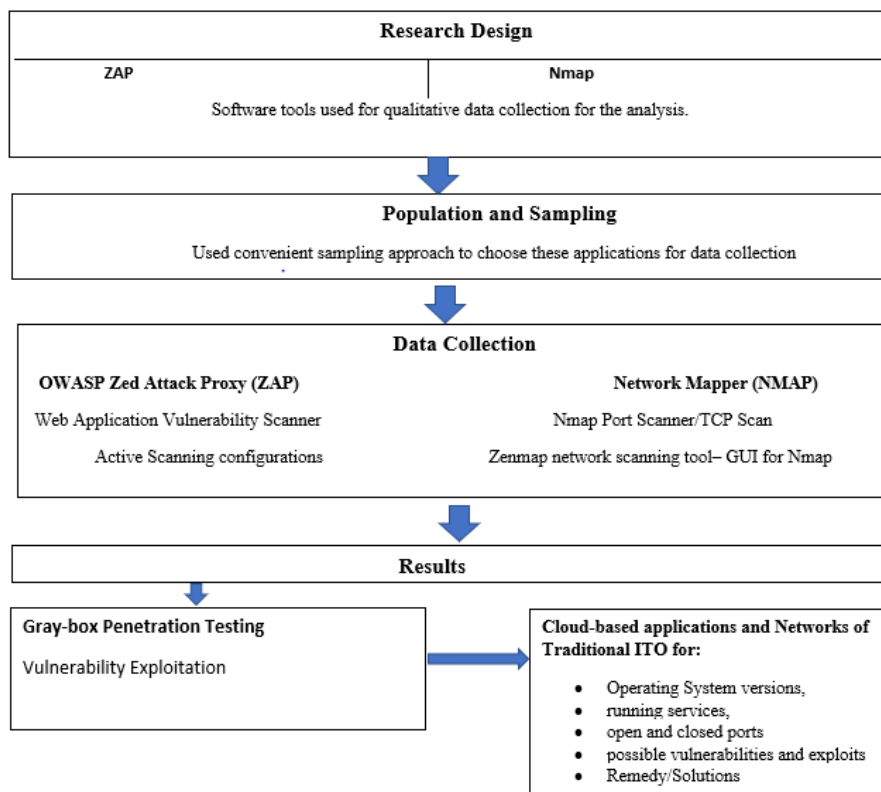 Research Design
ZAP
Nmap
Software tools used for qualitative data collection for the analysis.
Population and Sampling
Used convenient sampling approach to choose these applications for data collection
Data Collection
OWASP Zed Attack Proxy (ZAP)
Network Mapper (NMAP)
Web Application Vulnerability Scanner
Nmap Port Scanner/TCP Scan
Active Scanning configurations
Zenmap network scanning tool– GUI for Nmap
Results
Gray-box Penetration Testing
Vulnerability Exploitation
Cloud-based applications and Networks of
Traditional ITO for:
• Operating System versions,
• running services,
• open and closed ports
• possible vulnerabilities and exploits
• Remedy/Solutions